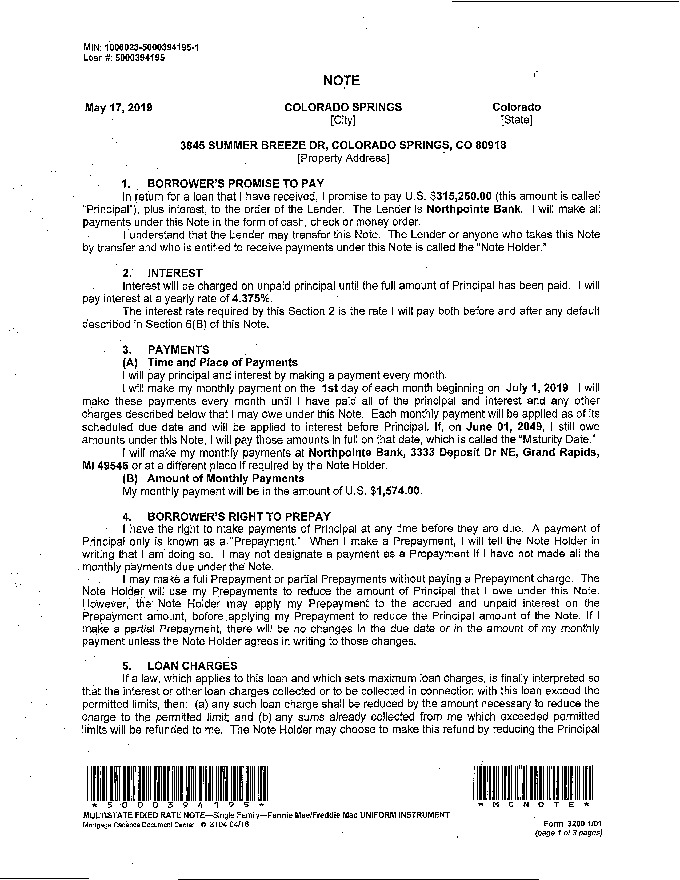 MIN: 1006023-5000394195-1
Loan #: 5000394195
NOTE
May 17, 2019 COLORADO SPRINGS Colorado
[City] [State]
3845 SUMMER BREEZE DR, COLORADO SPRINGS, CO 80918
[Property Address]
1. BORROWER'S PROMISE TO PAY
In return for a loan that I have received, I promise to pay U.S. $315,250.00 (this amount is called
"Principal"), plus interest, to the order of the Lender. The Lender is Northpointe Bank. I will make all
payments under this Note in the form of cash, check or money order.
I understand that the Lender may transfer this Note. The Lender or anyone who takes this Note
by transfer and who is entitled to receive payments under this Note is called the "Note Holder."
2. INTEREST
Interest will be charged on unpaid principal until the full amount of Principal has been paid. I will
pay interest at a yearly rate of 4.375%.
The interest rate required by this Section 2 is the rate I will pay both before and after any default
described in Section 6(B) of this Note.
3. PAYMENTS
(A) Time and Place of Payments
I will pay principal and interest by making a payment every month.
I will make my monthly payment on the 1st day of each month beginning on July 1, 2019 I will
make these payments every month until I have paid all of the principal and interest and any other
charges described below that I may owe under this Note. Each monthly payment will be applied as of its
scheduled due date and will be applied to interest before Principal. If, on June 01, 2049, I still owe
amounts under this Note, I will pay those amounts in full on that date, which is called the "Maturity Date."
I will make my monthly payments at Northpointe Bank, 3333 Deposit Dr NE, Grand Rapids,
MI 49546 or at a different place if required by the Note Holder.
(B) Amount of Monthly Payments
My monthly payment will be in the amount of U.S. $1,574.00.
4. BORROWER'S RIGHT TO PREPAY
I have the right to make payments of Principal at any time before they are due. A payment of
Principal only is known as a "Prepayment." When I make a Prepayment, I will tell the Note Holder in
writing that I am doing so. I may not designate a payment as a Prepayment if I have not made all the
monthly payments due under the Note.
I may make a full Prepayment or partial Prepayments without paying a Prepayment charge. The
Note Holder will use my Prepayments to reduce the amount of Principal that I owe under this Note.
However, the Note Holder may apply my Prepayment to the accrued and unpaid interest on the
Prepayment amount, before applying my Prepayment to reduce the Principal amount of the Note. If I
make a partial Prepayment, there will be no changes in the due date or in the amount of my monthly
payment unless the Note Holder agrees in writing to those changes.
5. LOAN CHARGES
If a law, which applies to this loan and which sets maximum loan charges, is finally interpreted so
that the interest or other loan charges collected or to be collected in connection with this loan exceed the
permitted limits, then: (a) any such loan charge shall be reduced by the amount necessary to reduce the
charge to the permitted limit; and (b) any sums already collected from me which exceeded permitted
limits will be refunded to me. The Note Holder may choose to make this refund by reducing the Principal
* 5 0 0 0 3 9 4 1 9 5 * * M C N O T E *
MULTISTATE FIXED RATE NOTE—Single Family—Fannie Mae/Freddie Mac UNIFORM INSTRUMENT
Mortgage Cadence Document Center © 3104 04/16 Form 3200 1/01
(page 1 of 3 pages)